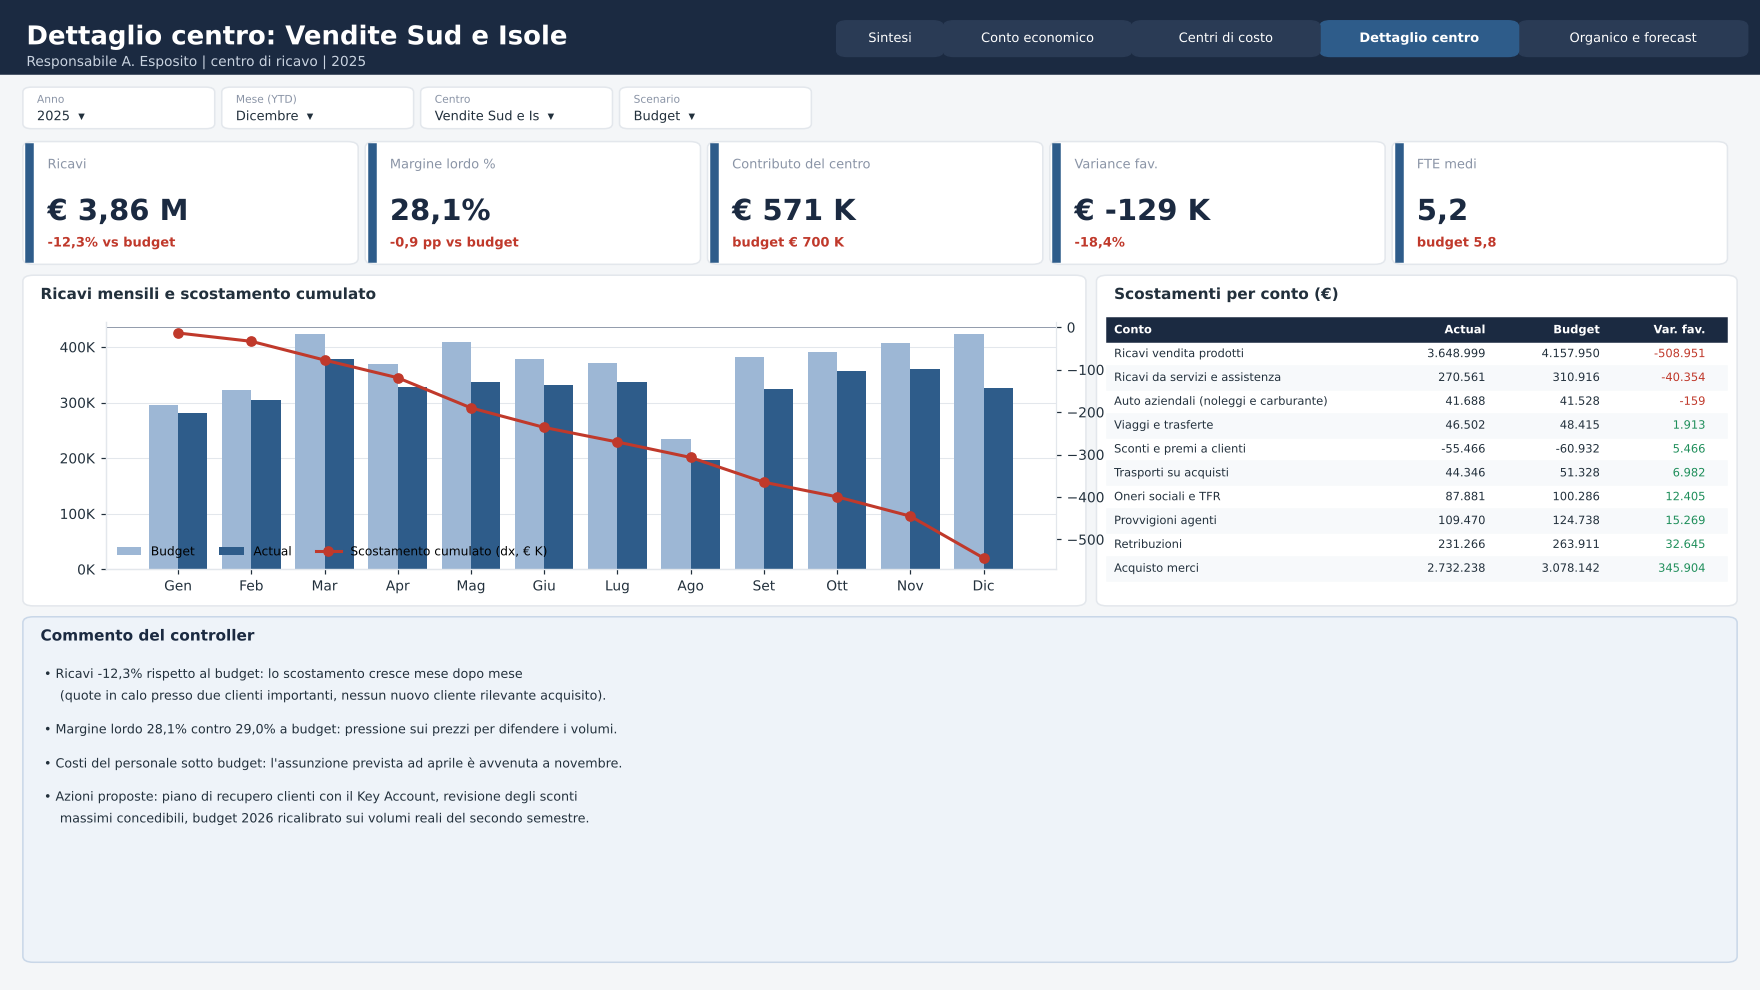 Dettaglio centro: Vendite Sud e Isole
Responsabile A. Esposito | centro di ricavo | 2025
Sintesi
Conto economico
Centri di costo
Dettaglio centro
Organico e forecast
Anno
2025 ▾
Mese (YTD)
Dicembre ▾
Centro
Vendite Sud e Is ▾
Scenario
Budget ▾
Ricavi
€ 3,86 M
-12,3% vs budget
Margine lordo %
28,1%
-0,9 pp vs budget
Contributo del centro
€ 571 K
budget € 700 K
Variance fav.
€ -129 K
-18,4%
FTE medi
5,2
budget 5,8
Ricavi mensili e scostamento cumulato
400K
300K
200K
100K
0K
0
−100
−200
−300
−400
−500
Budget
Actual
Scostamento cumulato (dx, € K)
Gen Feb Mar Apr Mag Giu Lug Ago Set Ott Nov Dic
Scostamenti per conto (€)
Conto Actual Budget Var. fav.
Ricavi vendita prodotti 3.648.999 4.157.950 -508.951
Ricavi da servizi e assistenza 270.561 310.916 -40.354
Auto aziendali (noleggi e carburante) 41.688 41.528 -159
Viaggi e trasferte 46.502 48.415 1.913
Sconti e premi a clienti -55.466 -60.932 5.466
Trasporti su acquisti 44.346 51.328 6.982
Oneri sociali e TFR 87.881 100.286 12.405
Provvigioni agenti 109.470 124.738 15.269
Retribuzioni 231.266 263.911 32.645
Acquisto merci 2.732.238 3.078.142 345.904
Commento del controller
• Ricavi -12,3% rispetto al budget: lo scostamento cresce mese dopo mese
(quote in calo presso due clienti importanti, nessun nuovo cliente rilevante acquisito).
• Margine lordo 28,1% contro 29,0% a budget: pressione sui prezzi per difendere i volumi.
• Costi del personale sotto budget: l'assunzione prevista ad aprile è avvenuta a novembre.
• Azioni proposte: piano di recupero clienti con il Key Account, revisione degli sconti
massimi concedibili, budget 2026 ricalibrato sui volumi reali del secondo semestre.